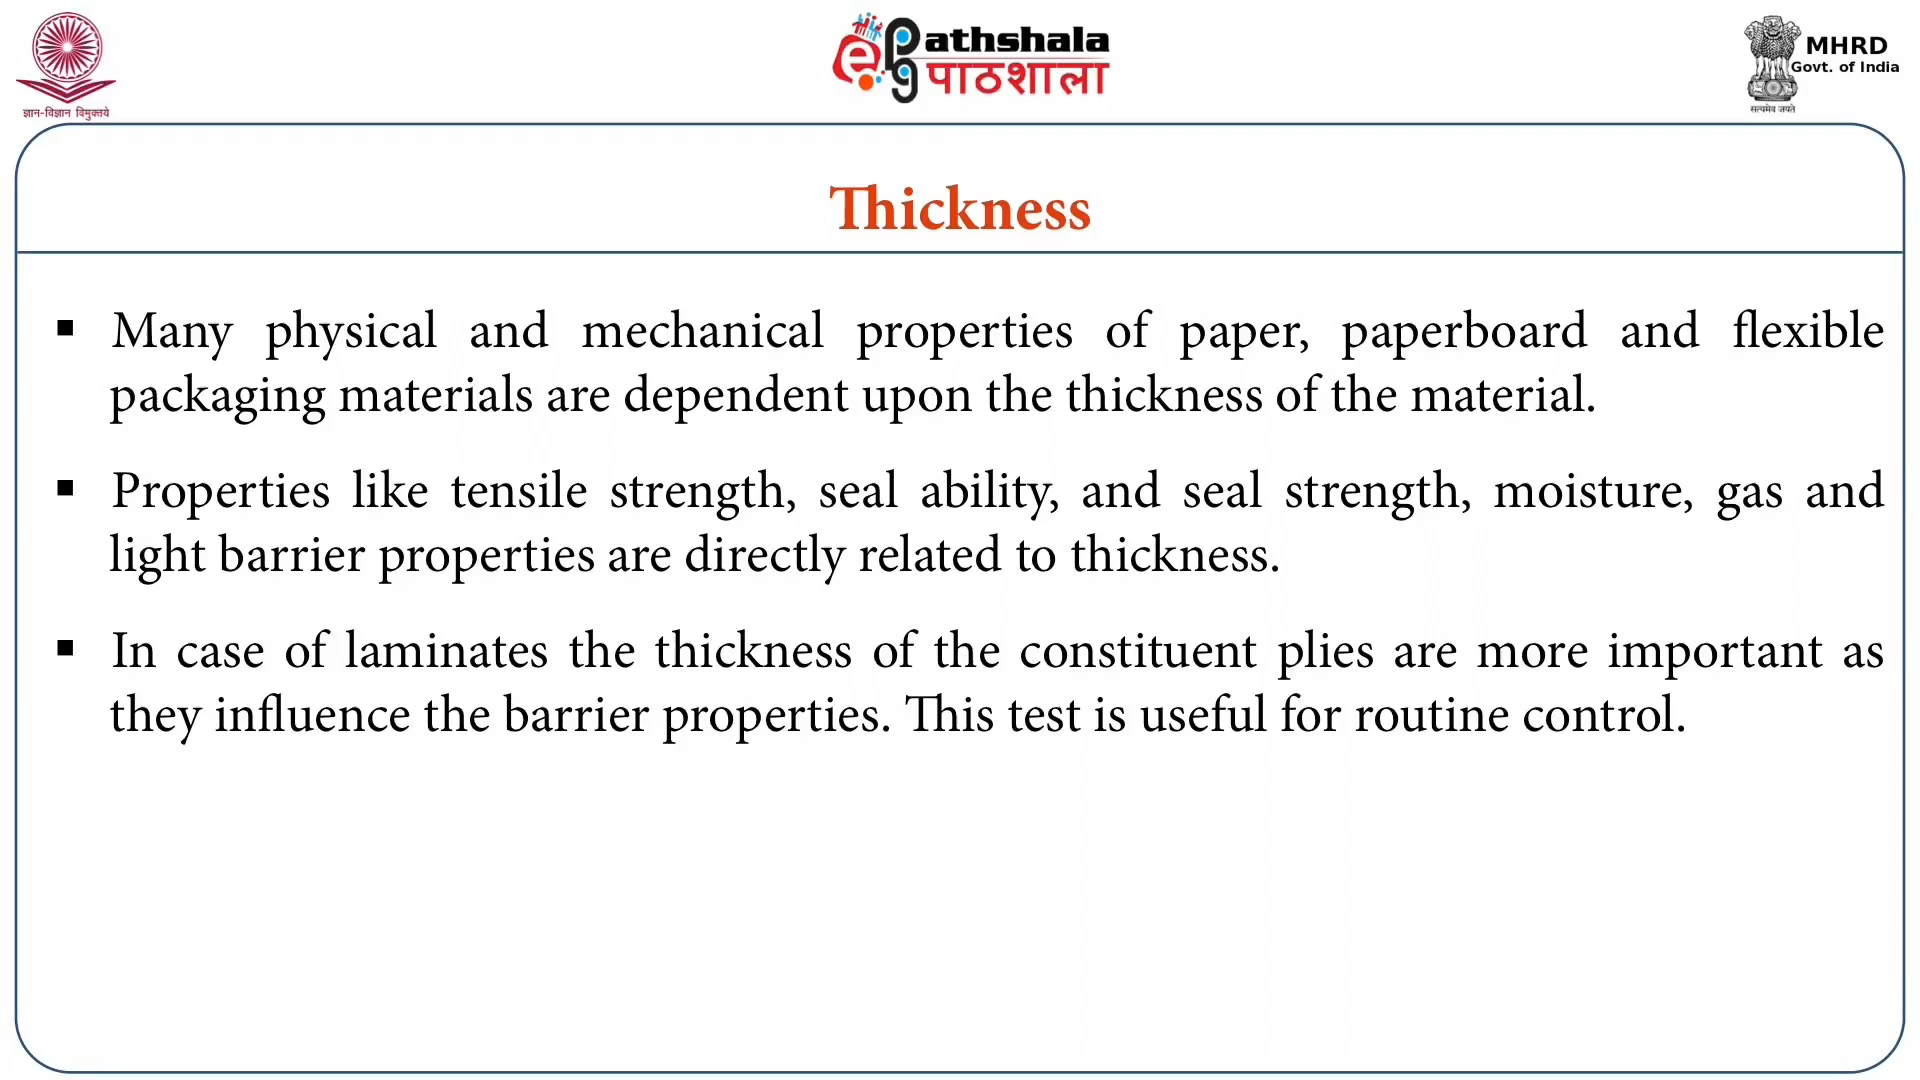 ज्ञान-विज्ञान विमुक्तये
ePathshala
पाठशाला
MHRD
Govt. of India
सत्यमेव जयते
Thickness
▪ Many physical and mechanical properties of paper, paperboard and flexible
packaging materials are dependent upon the thickness of the material.
▪ Properties like tensile strength, seal ability, and seal strength, moisture, gas and
light barrier properties are directly related to thickness.
▪ In case of laminates the thickness of the constituent plies are more important as
they influence the barrier properties. This test is useful for routine control.